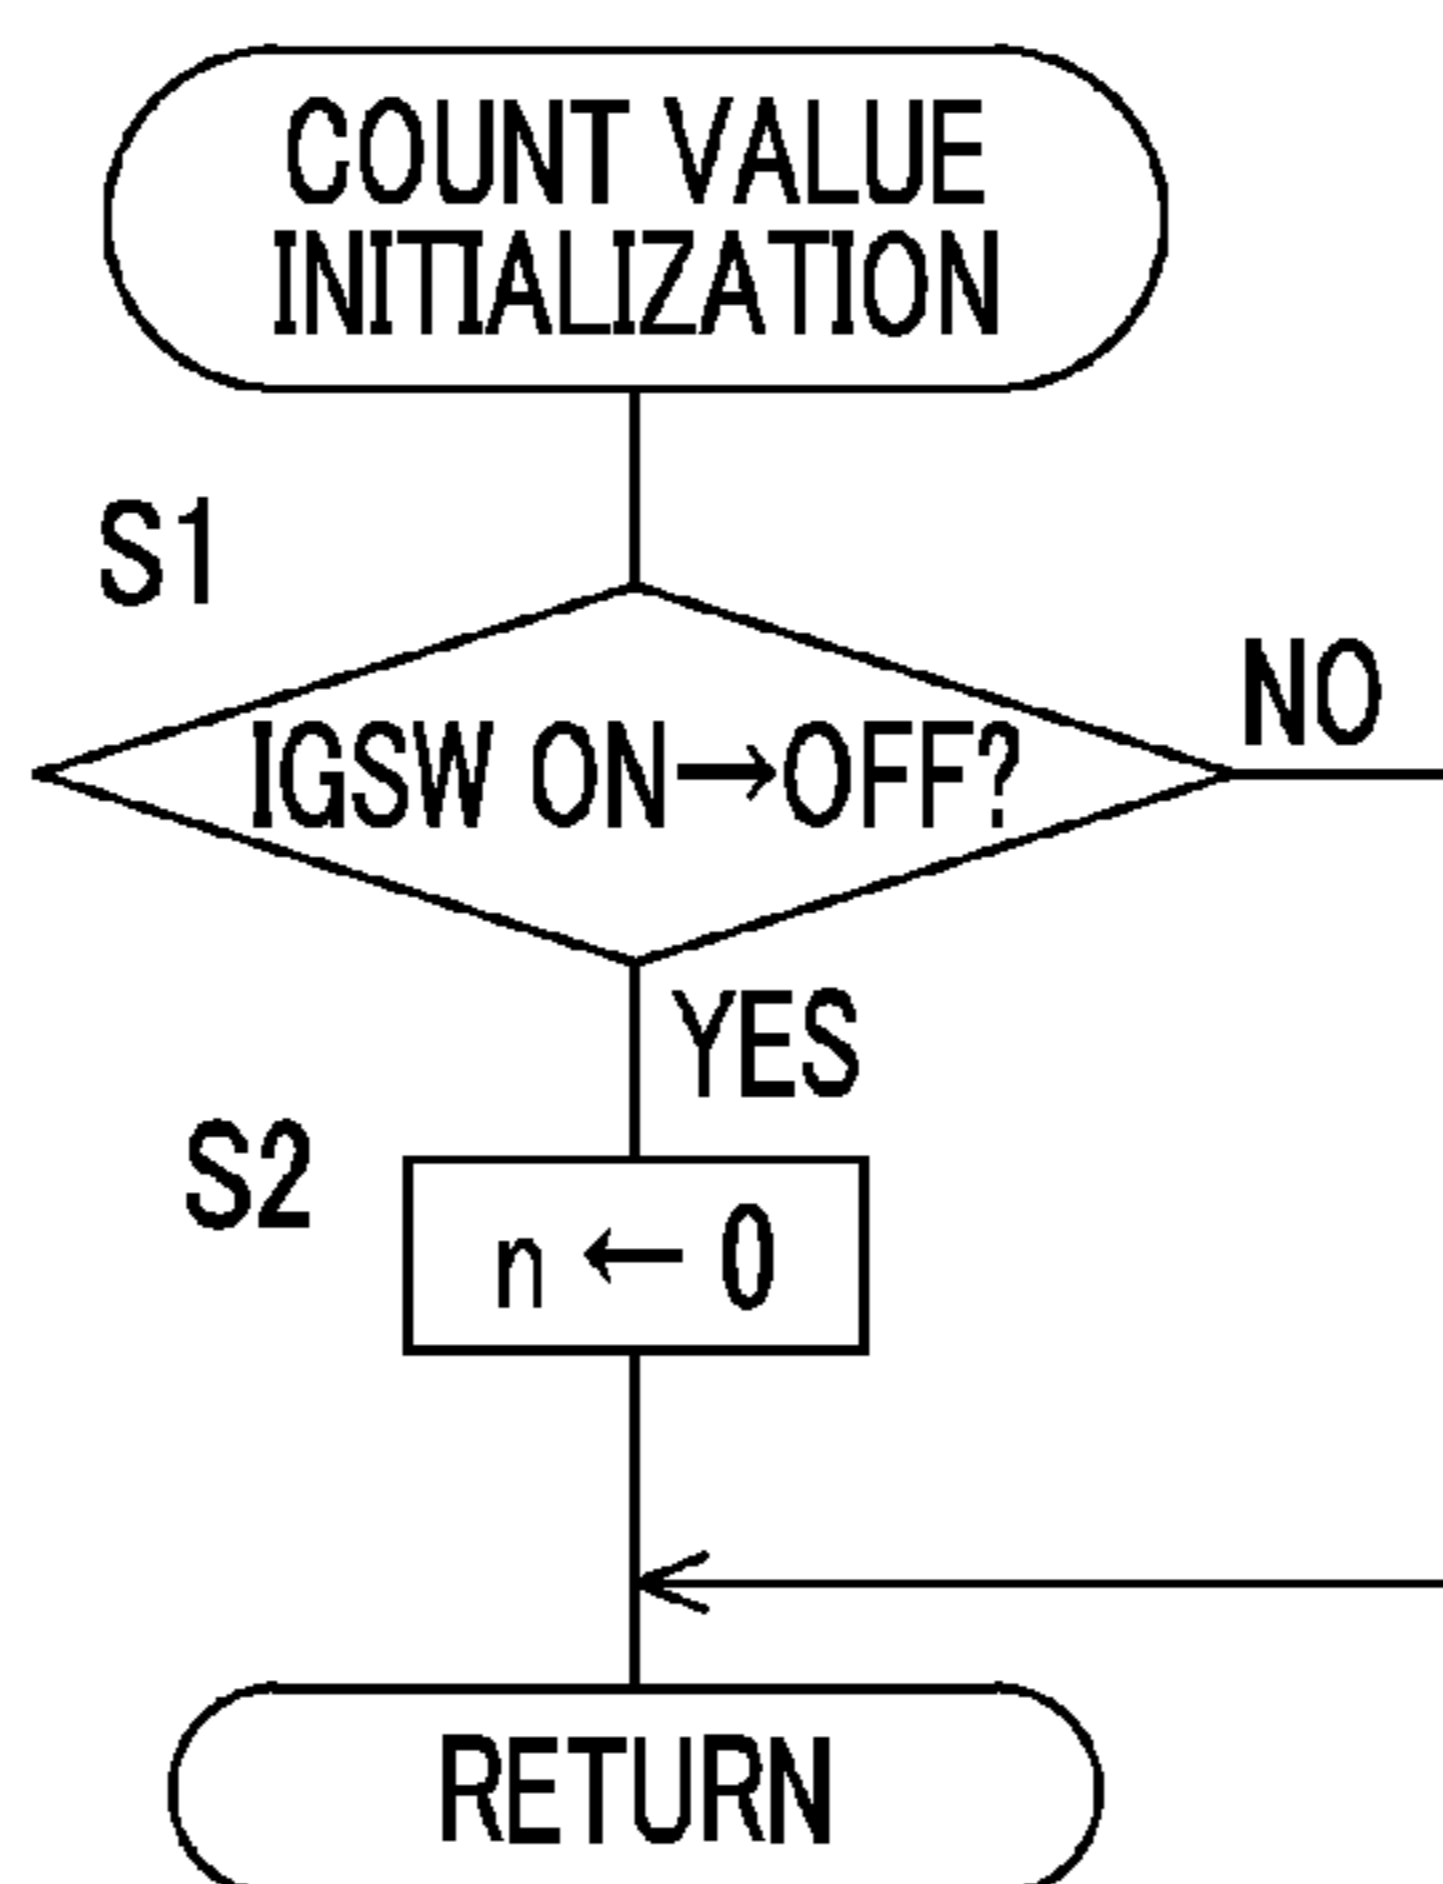 COUNT VALUE
INITIALIZATION
S1
IGSW ON→OFF?
NO
YES
S2
n ← 0
RETURN